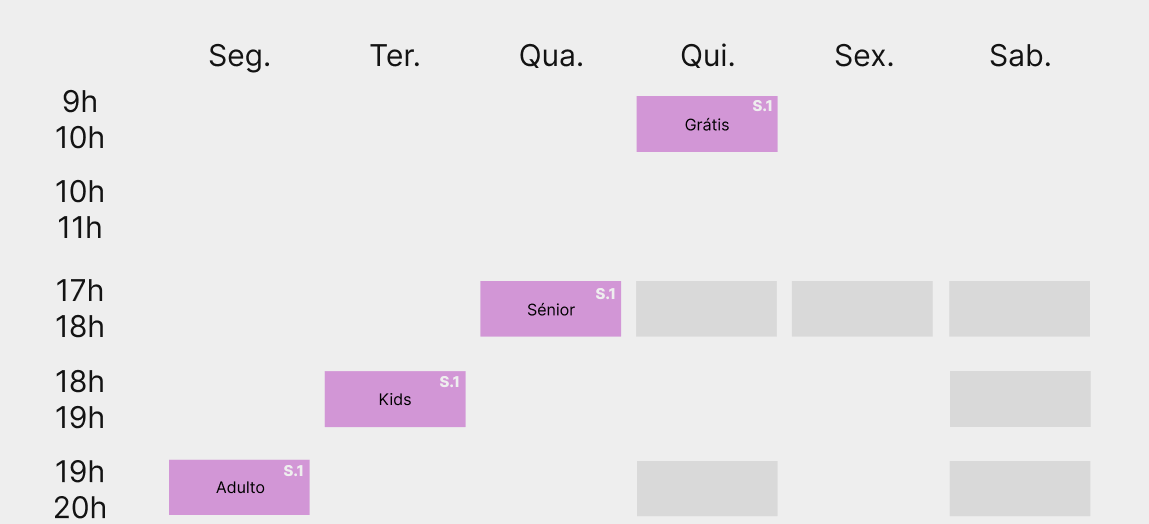 Seg. Ter. Qua. Qui. Sex. Sab.
9h
10h
S.1
Grátis
10h
11h
17h
18h
S.1
Sénior
18h
19h
S.1
Kids
19h
20h
S.1
Adulto